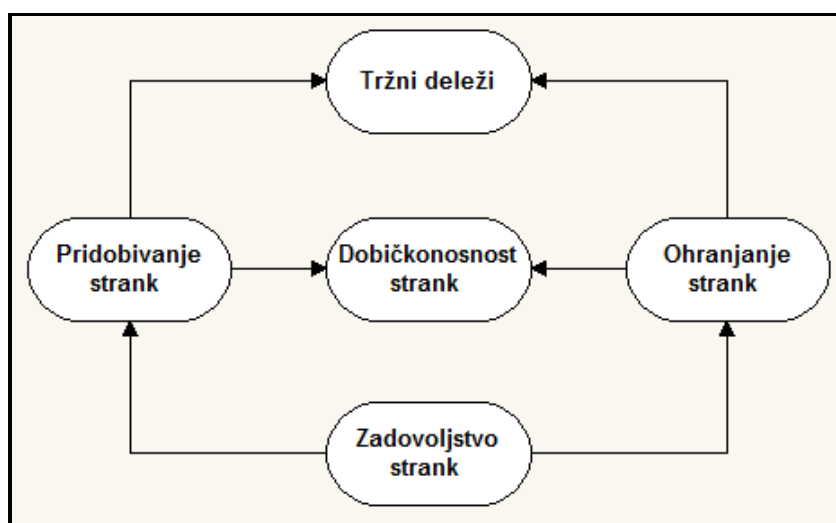 Tržni deleži
Pridobivanje
strank
Dobičkonosnost
strank
Ohranjanje
strank
Zadovoljstvo
strank